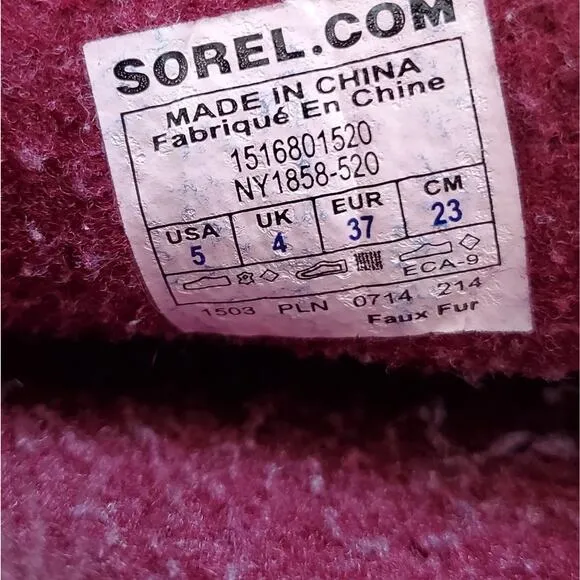 SOREL.COM
MADE IN CHINA
Fabriqué En Chine
1516801520
NY1858-520
USA UK EUR CM
5 4 37 23
ECA-9
1503 PLN 0714 214
Faux Fur